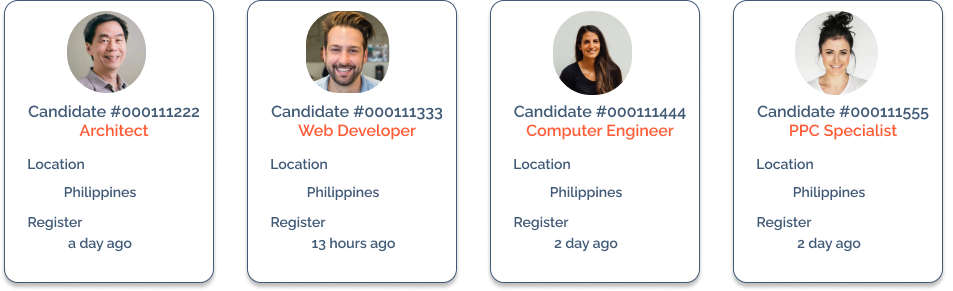 Candidate #000111222
Architect
Location
Philippines
Register
a day ago
Candidate #000111333
Web Developer
Location
Philippines
Register
13 hours ago
Candidate #000111444
Computer Engineer
Location
Philippines
Register
2 day ago
Candidate #000111555
PPC Specialist
Location
Philippines
Register
2 day ago